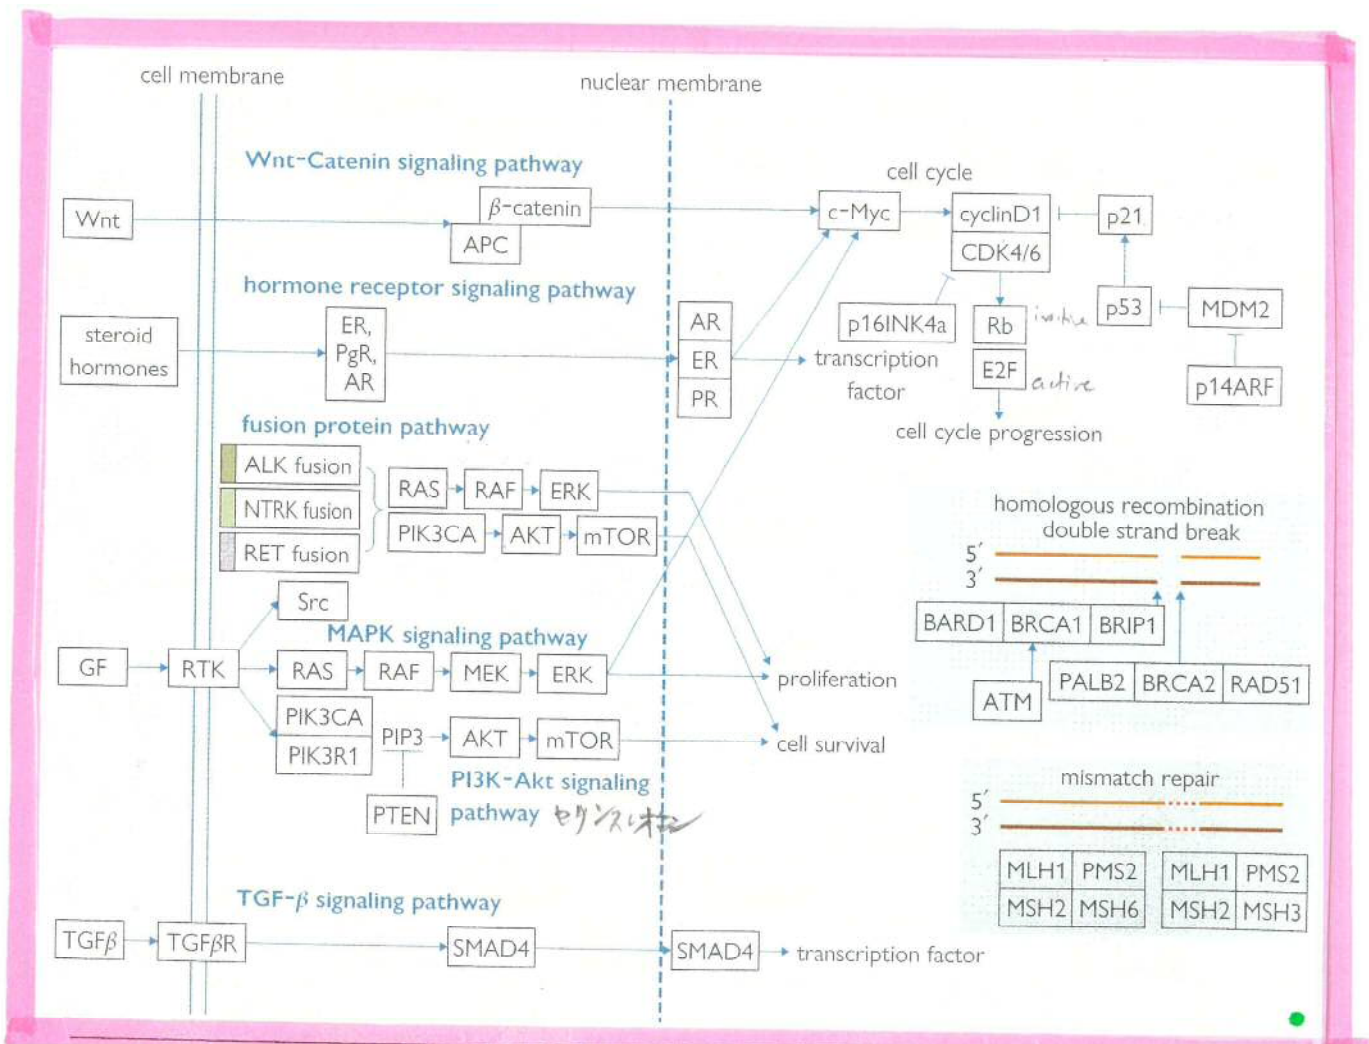 cell membrane
nuclear membrane
Wnt-Catenin signaling pathway
cell cycle
Wnt
β-catenin
APC
c-Myc
cyclinD1
CDK4/6
p21
hormone receptor signaling pathway
steroid
hormones
ER,
PgR,
AR
AR
ER
PR
transcription
factor
p16INK4a
Rb
p53
MDM2
E2F
active
p14ARF
cell cycle progression
fusion protein pathway
ALK fusion
NTRK fusion
RET fusion
RAS
RAF
ERK
PIK3CA
AKT
mTOR
homologous recombination
double strand break
5′
3′
BARD1
BRCA1
BRIP1
PALB2
BRCA2
RAD51
ATM
Src
MAPK signaling pathway
GF
RTK
RAS
RAF
MEK
ERK
proliferation
PIK3CA
PIK3R1
PIP3
AKT
mTOR
cell survival
PI3K-Akt signaling
pathway
PTEN
mismatch repair
5′
3′
MLH1
PMS2
MSH2
MSH6
MLH1
PMS2
MSH2
MSH3
TGF-β signaling pathway
TGFβ
TGFβR
SMAD4
SMAD4
transcription factor